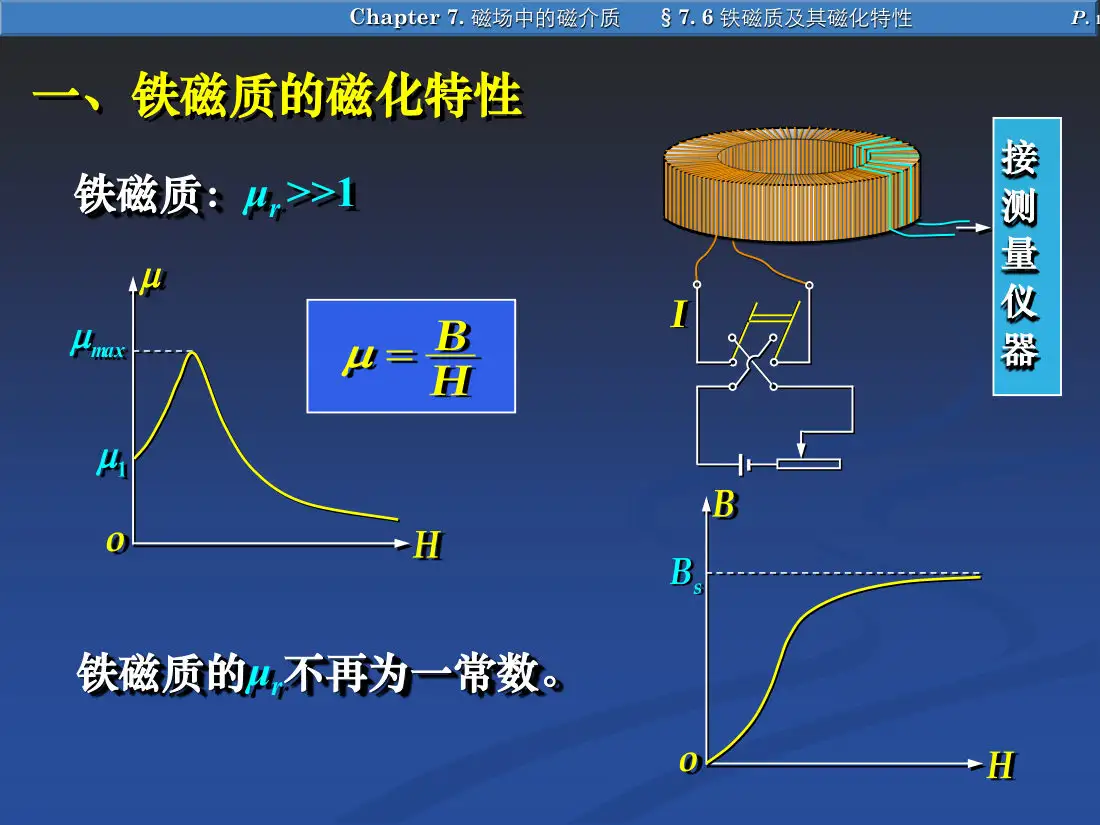 Chapter 7. 磁场中的磁介质 § 7. 6 铁磁质及其磁化特性 P.
一、铁磁质的磁化特性
铁磁质：μr >>1
接测量仪器
I
μ
μmax
μ1
o
H
μ = B/H
B
Bs
o
H
铁磁质的μr不再为一常数。